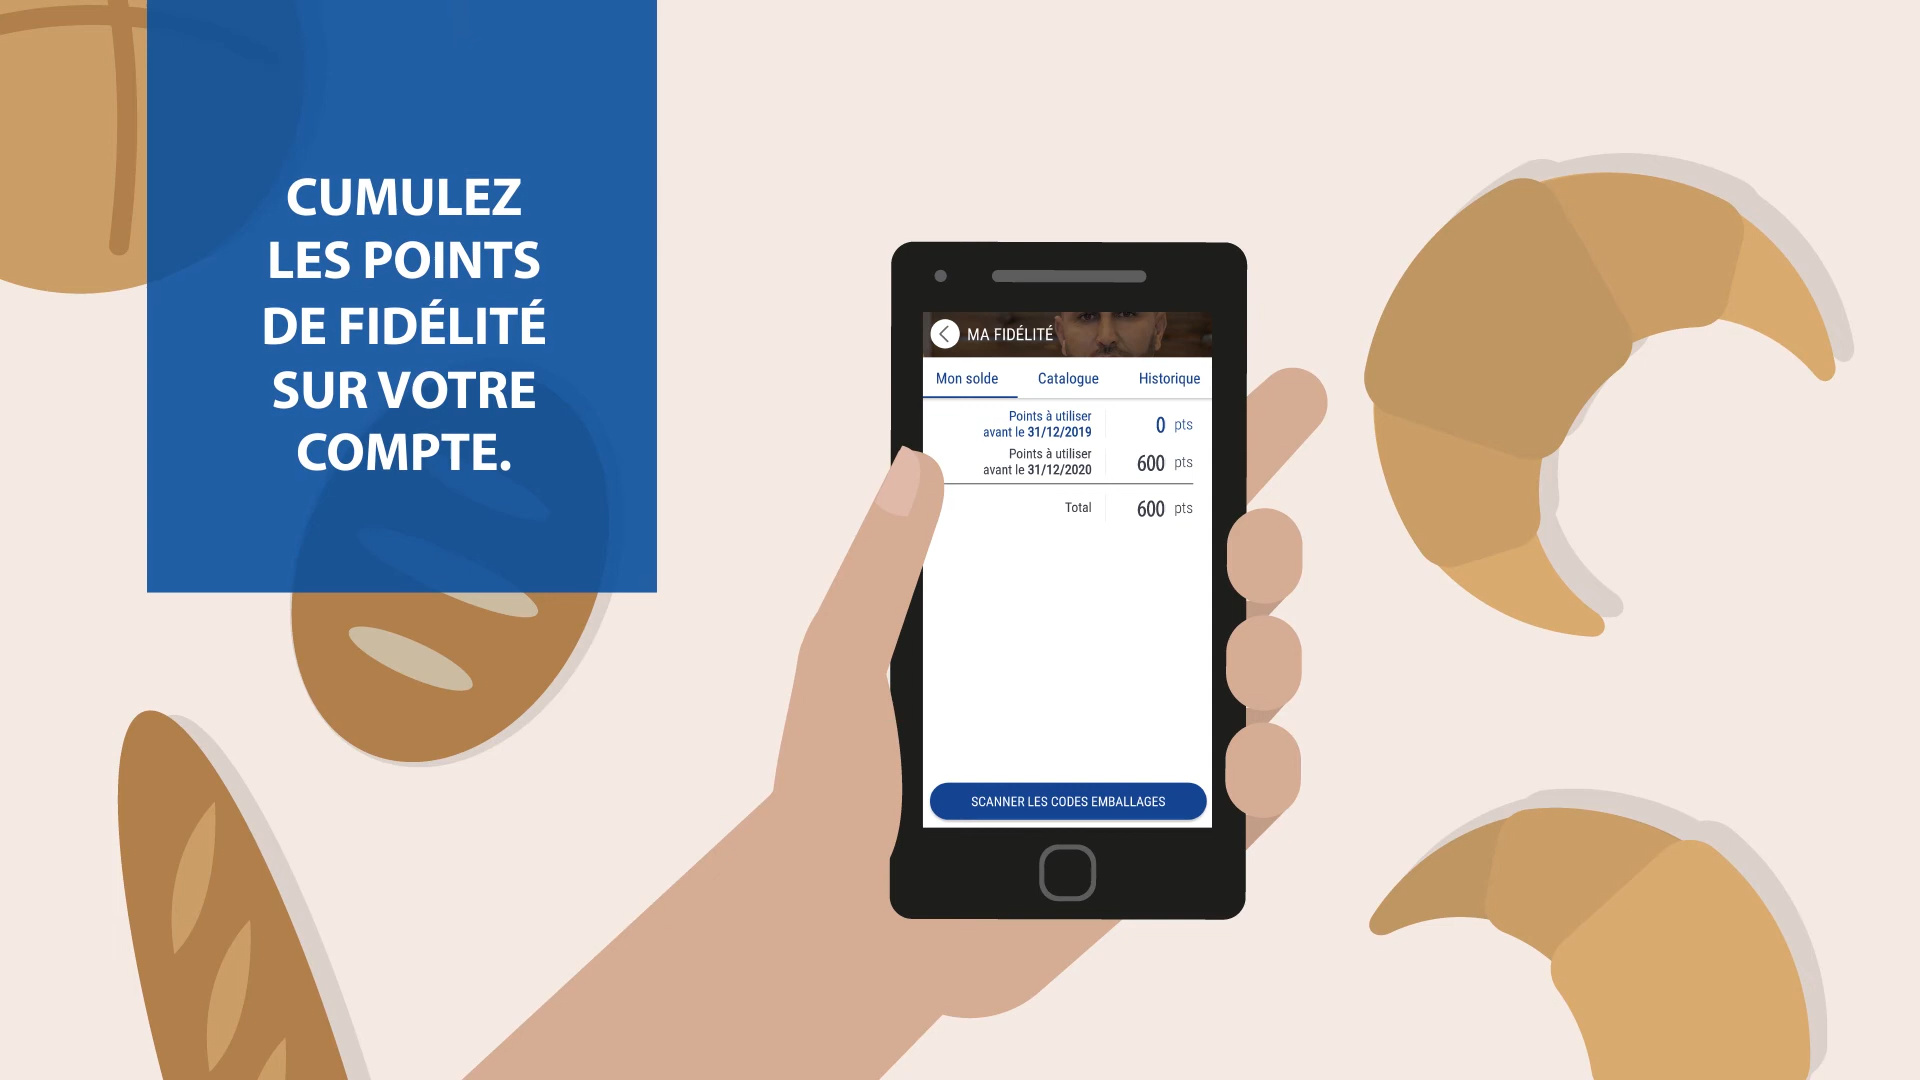 CUMULEZ
LES POINTS
DE FIDÉLITÉ
SUR VOTRE
COMPTE.
MA FIDÉLITÉ
Mon solde Catalogue Historique
Points à utiliser
avant le 31/12/2019 0 pts
Points à utiliser
avant le 31/12/2020 600 pts
Total 600 pts
SCANNER LES CODES EMBALLAGES